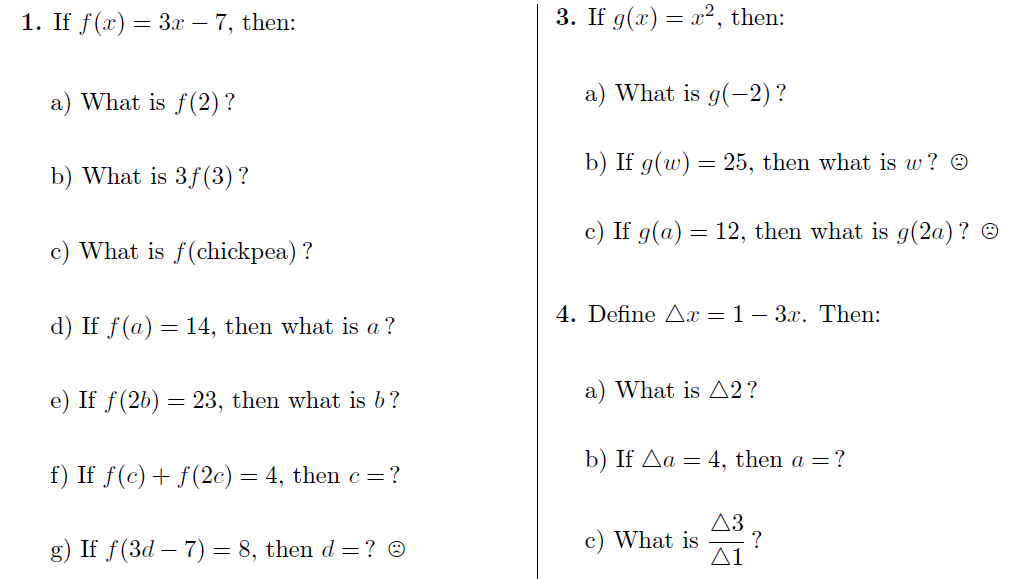 1. If f(x) = 3x − 7, then:
a) What is f(2)?
b) What is 3f(3)?
c) What is f(chickpea)?
d) If f(a) = 14, then what is a?
e) If f(2b) = 23, then what is b?
f) If f(c) + f(2c) = 4, then c =?
g) If f(3d − 7) = 8, then d =? ☹
3. If g(x) = x², then:
a) What is g(−2)?
b) If g(w) = 25, then what is w? ☹
c) If g(a) = 12, then what is g(2a)? ☹
4. Define △x = 1 − 3x. Then:
a) What is △2?
b) If △a = 4, then a =?
c) What is △3/△1?